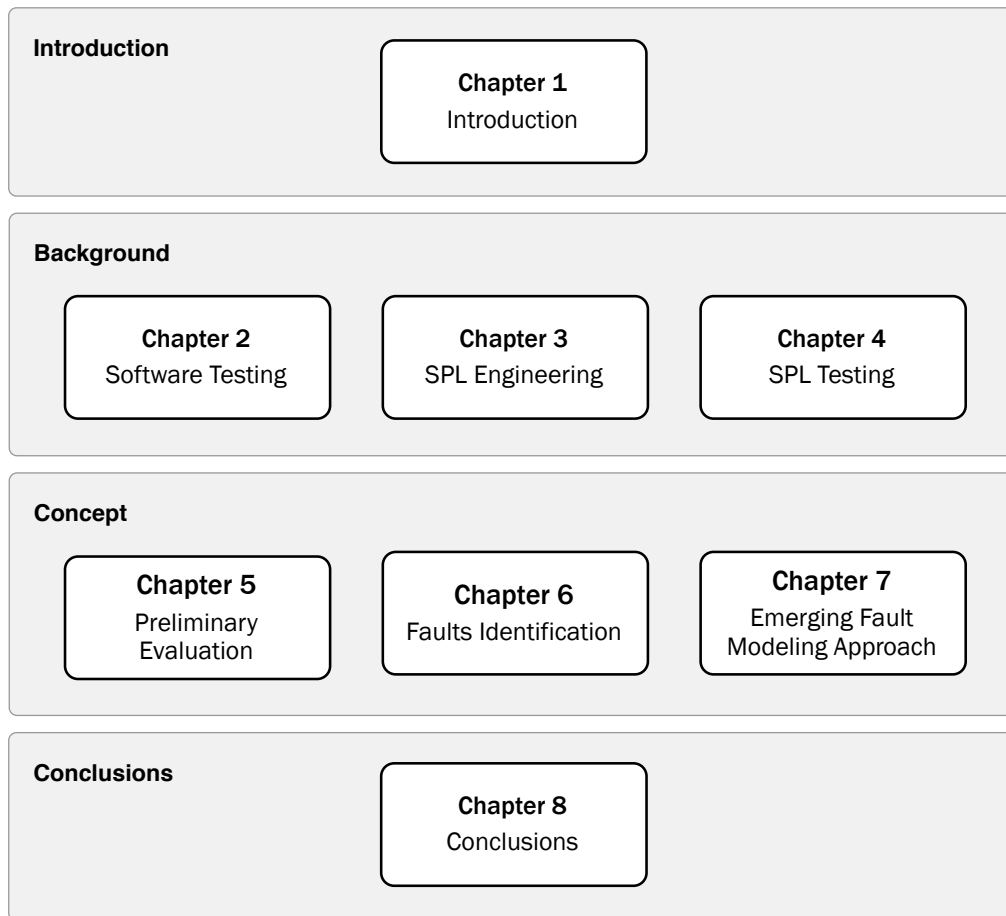 Introduction
Chapter 1
Introduction
Background
Chapter 2
Software Testing
Chapter 3
SPL Engineering
Chapter 4
SPL Testing
Concept
Chapter 5
Preliminary
Evaluation
Chapter 6
Faults Identification
Chapter 7
Emerging Fault
Modeling Approach
Conclusions
Chapter 8
Conclusions